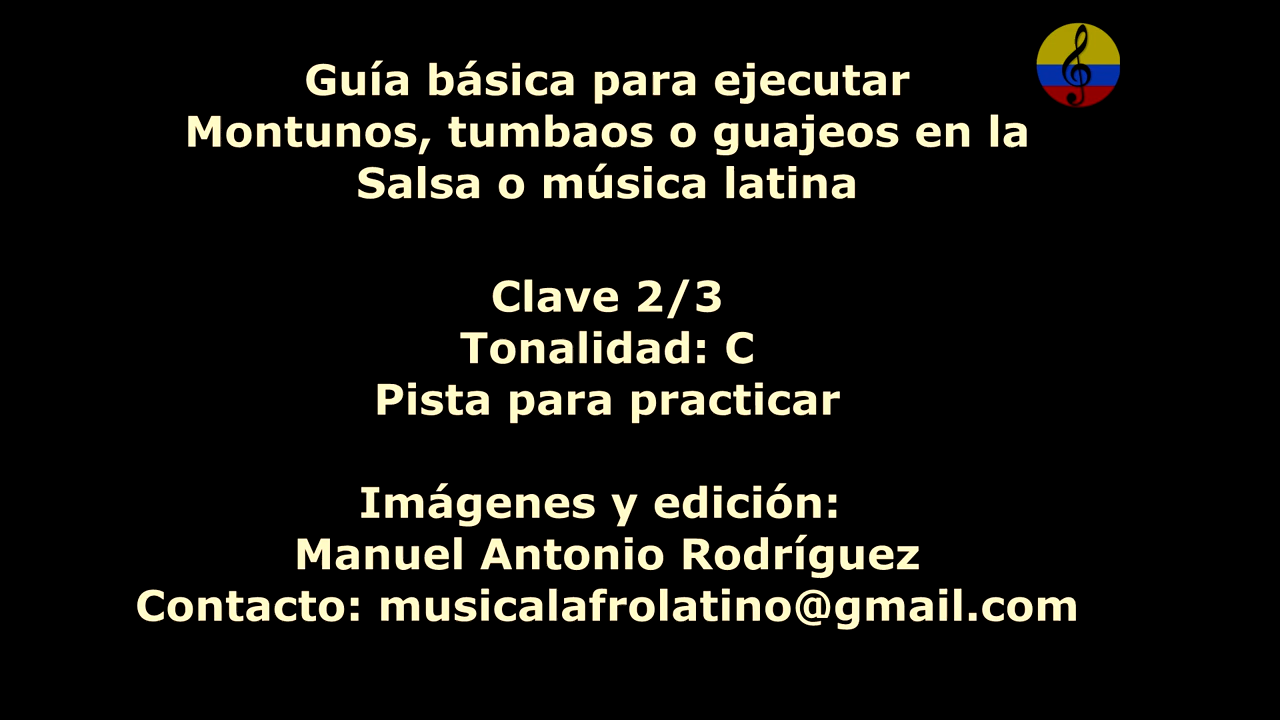 Guía básica para ejecutar
Montunos, tumbaos o guajeos en la
Salsa o música latina
Clave 2/3
Tonalidad: C
Pista para practicar
Imágenes y edición:
Manuel Antonio Rodríguez
Contacto: musicalafrolatino@gmail.com